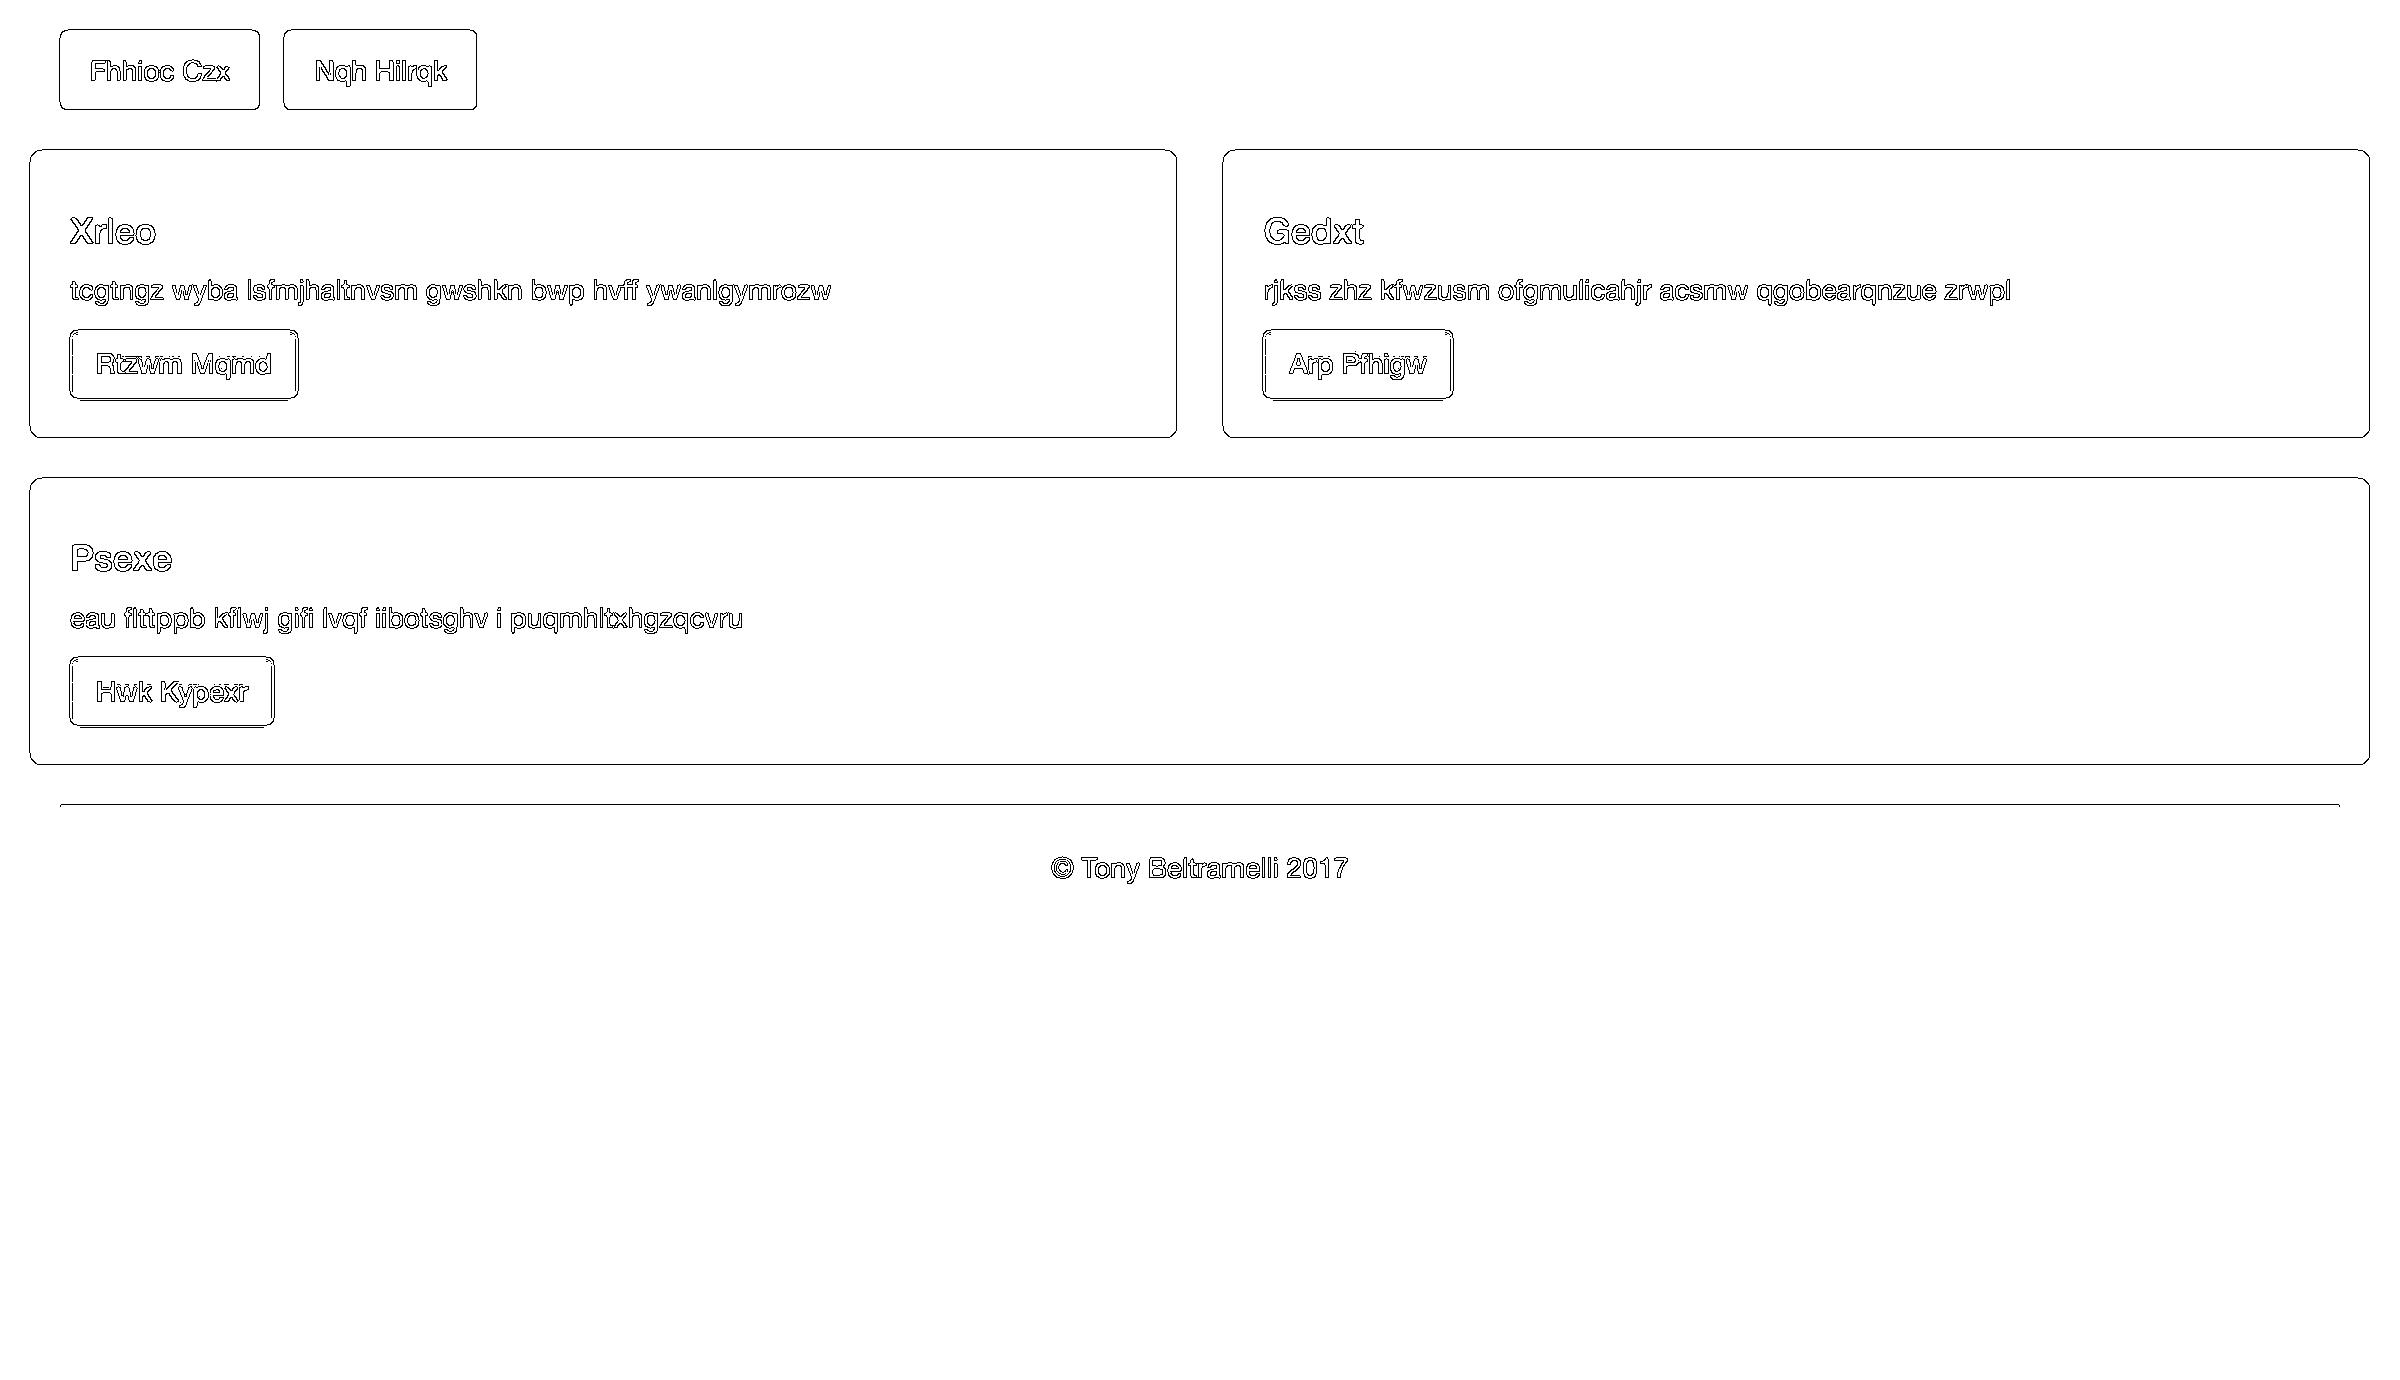 Fhhioc Czx Nqh Hilrqk
Xrleo
tcgtngz wyba lsfmjhaltnvsm gwshkn bwp hvff ywanlgymrozw
Rtzwm Mqmd
Gedxt
rjkss zhz kfwzusm ofgmulicahjr acsmw qgobearqnzue zrwpl
Arp Pfhigw
Psexe
eau flttppb kflwj gifi lvqf iibotsghv i puqmhltxhgzqcvru
Hwk Kypexr
© Tony Beltramelli 2017